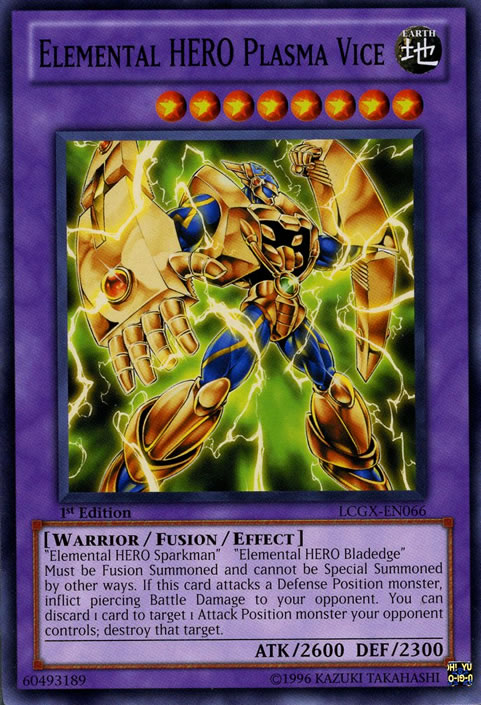 ELEMENTAL HERO PLASMA VICE
EARTH
地
1st Edition
LCGX-EN066
[WARRIOR / FUSION / EFFECT]
"Elemental HERO Sparkman" "Elemental HERO Bladedge"
Must be Fusion Summoned and cannot be Special Summoned
by other ways. If this card attacks a Defense Position monster,
inflict piercing Battle Damage to your opponent. You can
discard 1 card to target 1 Attack Position monster your opponent
controls; destroy that target.
ATK/2600 DEF/2300
60493189
©1996 KAZUKI TAKAHASHI